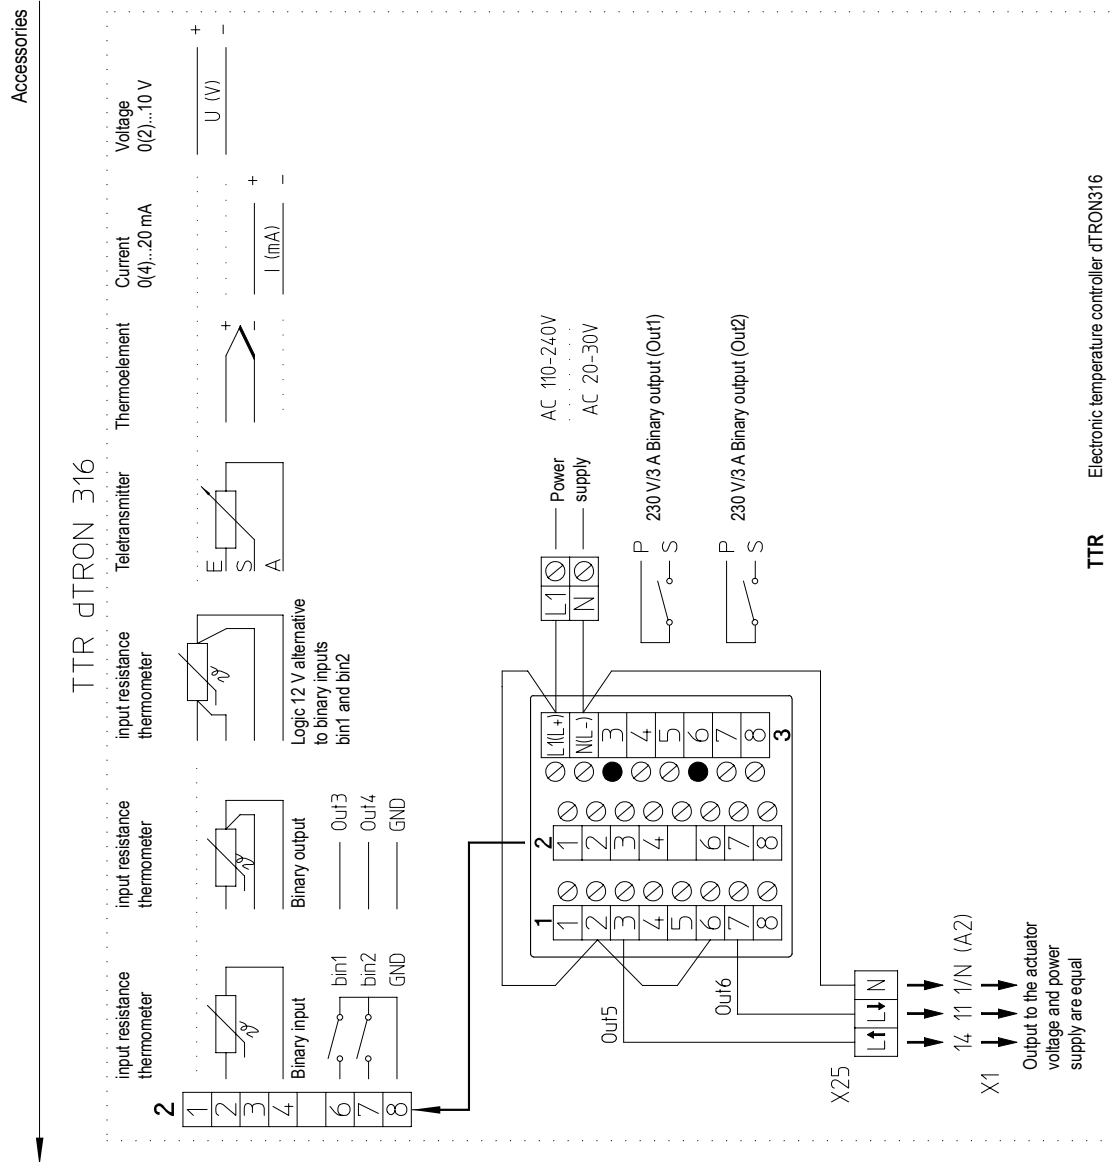 Accessories
TTR dTRON 316
2
1
2
3
4
6
7
8
input resistance
thermometer
input resistance
thermometer
input resistance
thermometer
Teletransmitter
Thermoelement
Current
0(4)...20 mA
Voltage
0(2)...10 V
ϑ
ϑ
ϑ
E
S
A
+
-
I (mA)
+
-
U (V)
+
-
Binary input
bin1
bin2
GND
Binary output
Out3
Out4
GND
Logic 12 V alternative
to binary inputs
bin1 and bin2
1
1
2
3
4
5
6
7
8
2
1
2
3
4
6
7
8
L1(L+)
N(L-)
3
4
5
6
7
8
3
L1
N
Power
supply
AC 110-240V
AC 20-30V
P
S
230 V/3 A Binary output (Out1)
P
S
230 V/3 A Binary output (Out2)
Out5
Out6
X25
L↑ L↓ N
14 11 1/N (A2)
X1
Output to the actuator
voltage and power
supply are equal
TTR Electronic temperature controller dTRON316